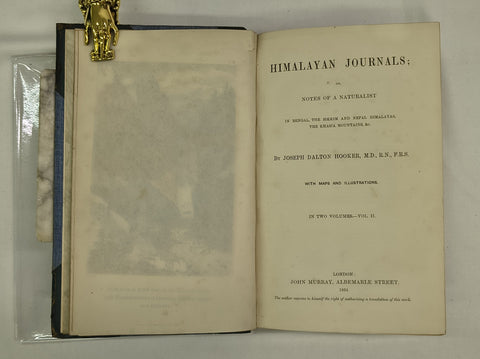 HIMALAYAN JOURNALS;
OR,
NOTES OF A NATURALIST
IN BENGAL, THE SIKKIM AND NEPAL HIMALAYAS,
THE KHASIA MOUNTAINS, &c.
By JOSEPH DALTON HOOKER, M.D., R.N., F.R.S.
WITH MAPS AND ILLUSTRATIONS.
IN TWO VOLUMES.—VOL. II.
LONDON:
JOHN MURRAY, ALBEMARLE STREET.
1854.
The author reserves to himself the right of authorising a translation of this work.